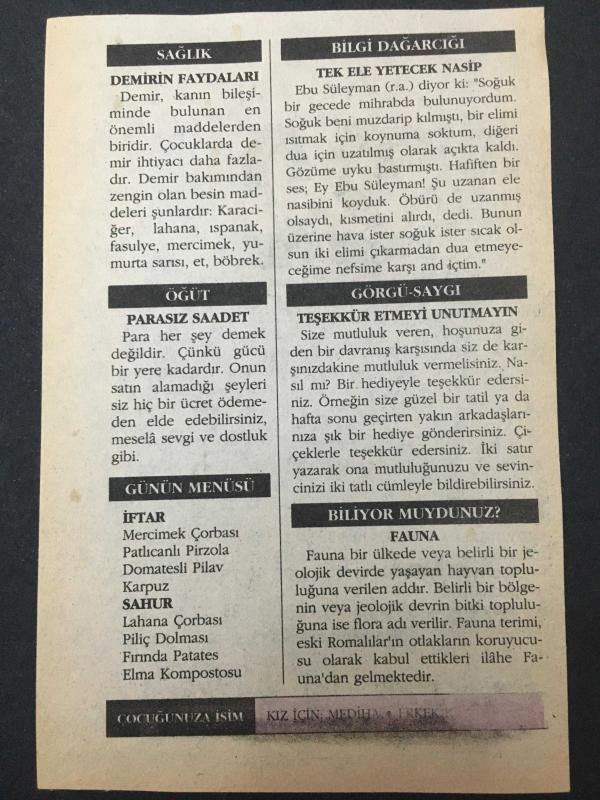 SAĞLIK
DEMİRİN FAYDALARI
Demir, kanın bileşi-
minde bulunan en
önemli maddelerden
biridir. Çocuklarda de-
mir ihtiyacı daha fazla-
dır. Demir bakımından
zengin olan besin mad-
deleri şunlardır: Karaci-
ğer, lahana, ıspanak,
fasulye, mercimek, yu-
murta sarısı, et, böbrek.
ÖĞÜT
PARASIZ SAADET
Para her şey demek
değildir. Çünkü gücü
bir yere kadardır. Onun
satın alamadığı şeyleri
siz hiç bir ücret ödeme-
den elde edebilirsiniz,
meselâ sevgi ve dostluk
gibi.
GÜNÜN MENÜSÜ
İFTAR
Mercimek Çorbası
Patlıcanlı Pirzola
Domatesli Pilav
Karpuz
SAHUR
Lahana Çorbası
Piliç Dolması
Fırında Patates
Elma Kompostosu
BİLGİ DAĞARCIĞI
TEK ELE YETECEK NASİP
Ebu Süleyman (r.a.) diyor ki: "Soğuk
bir gecede mihrabda bulunuyordum.
Soğuk beni muzdarip kılmıştı, bir elimi
ısıtmak için koynuma soktum, diğeri
dua için uzatılmış olarak açıkta kaldı.
Gözüme uyku bastırmıştı. Hafiften bir
ses; Ey Ebu Süleyman! Şu uzanan ele
nasibini koyduk. Öbürü de uzanmış
olsaydı, kısmetini alırdı, dedi. Bunun
üzerine hava ister soğuk ister sıcak ol-
sun iki elimi çıkarmadan dua etmeye-
ceğime nefsime karşı and içtim."
GÖRGÜ-SAYGI
TEŞEKKÜR ETMEYİ UNUTMAYIN
Size mutluluk veren, hoşunuza gi-
den bir davranış karşısında siz de kar-
şınızdakine mutluluk vermelisiniz. Na-
sıl mı? Bir hediyeyle teşekkür edersi-
niz. Örneğin size güzel bir tatil ya da
hafta sonu geçirten yakın arkadaşları-
nıza şık bir hediye gönderirsiniz. Çi-
çeklerle teşekkür edersiniz. İki satır
yazarak ona mutluluğunuzu ve sevin-
cinizi iki tatlı cümleyle bildirebilirsiniz.
BİLİYOR MUYDUNUZ?
FAUNA
Fauna bir ülkede veya belirli bir je-
olojik devirde yaşayan hayvan toplu-
luğuna verilen addır. Belirli bir bölge-
nin veya jeolojik devrin bitki toplulu-
ğuna ise flora adı verilir. Fauna terimi,
eski Romalılar'ın otlakların koruyucu-
su olarak kabul ettikleri ilâhe Fa-
una'dan gelmektedir.
ÇOCUĞUNUZA İSİM
KIZ İÇİN: MEDİHA • ERKEK